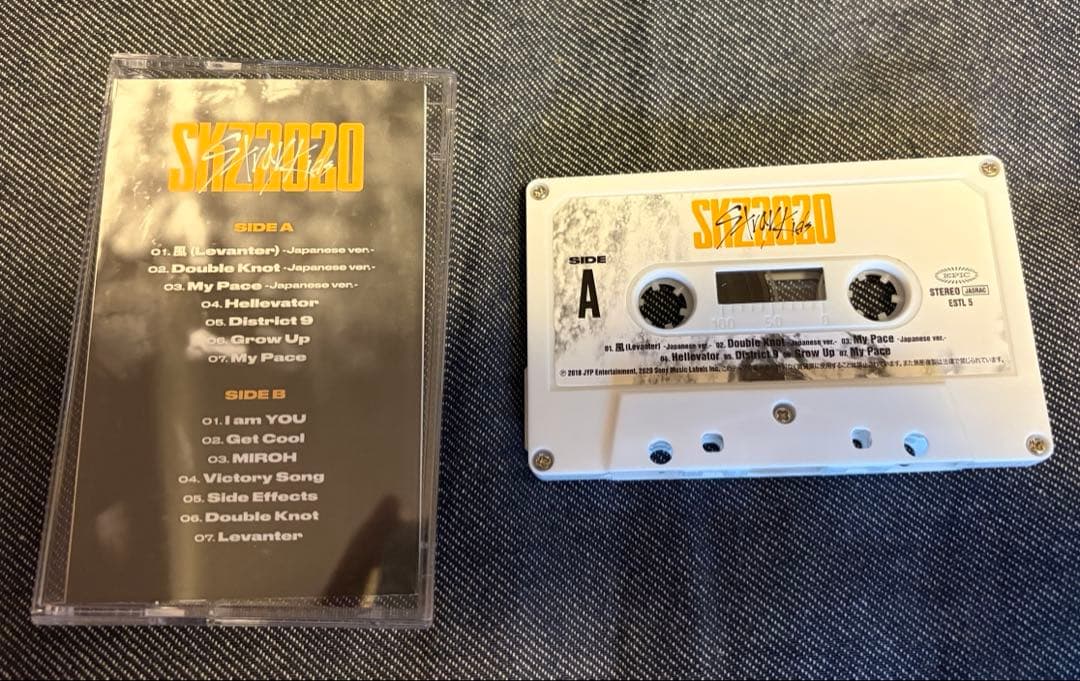 SKZ2020
Stray Kids
SIDE A
01. 風 (Levanter) -Japanese ver.-
02. Double Knot -Japanese ver.-
03. My Pace -Japanese ver.-
04. Hellevator
05. District 9
06. Grow Up
07. My Pace
SIDE B
01. I am YOU
02. Get Cool
03. MIROH
04. Victory Song
05. Side Effects
06. Double Knot
07. Levanter
SKZ2020
Stray Kids
SIDE
A
EPIC
STEREO JASRAC
ESTL 5
100 50 0
01. 風 (Levanter) -Japanese ver.- 02. Double Knot -Japanese ver.- 03. My Pace -Japanese ver.-
04. Hellevator 05. District 9 06. Grow Up 07. My Pace
℗ 2018 JYP Entertainment, 2020 Sony Music Labels Inc.